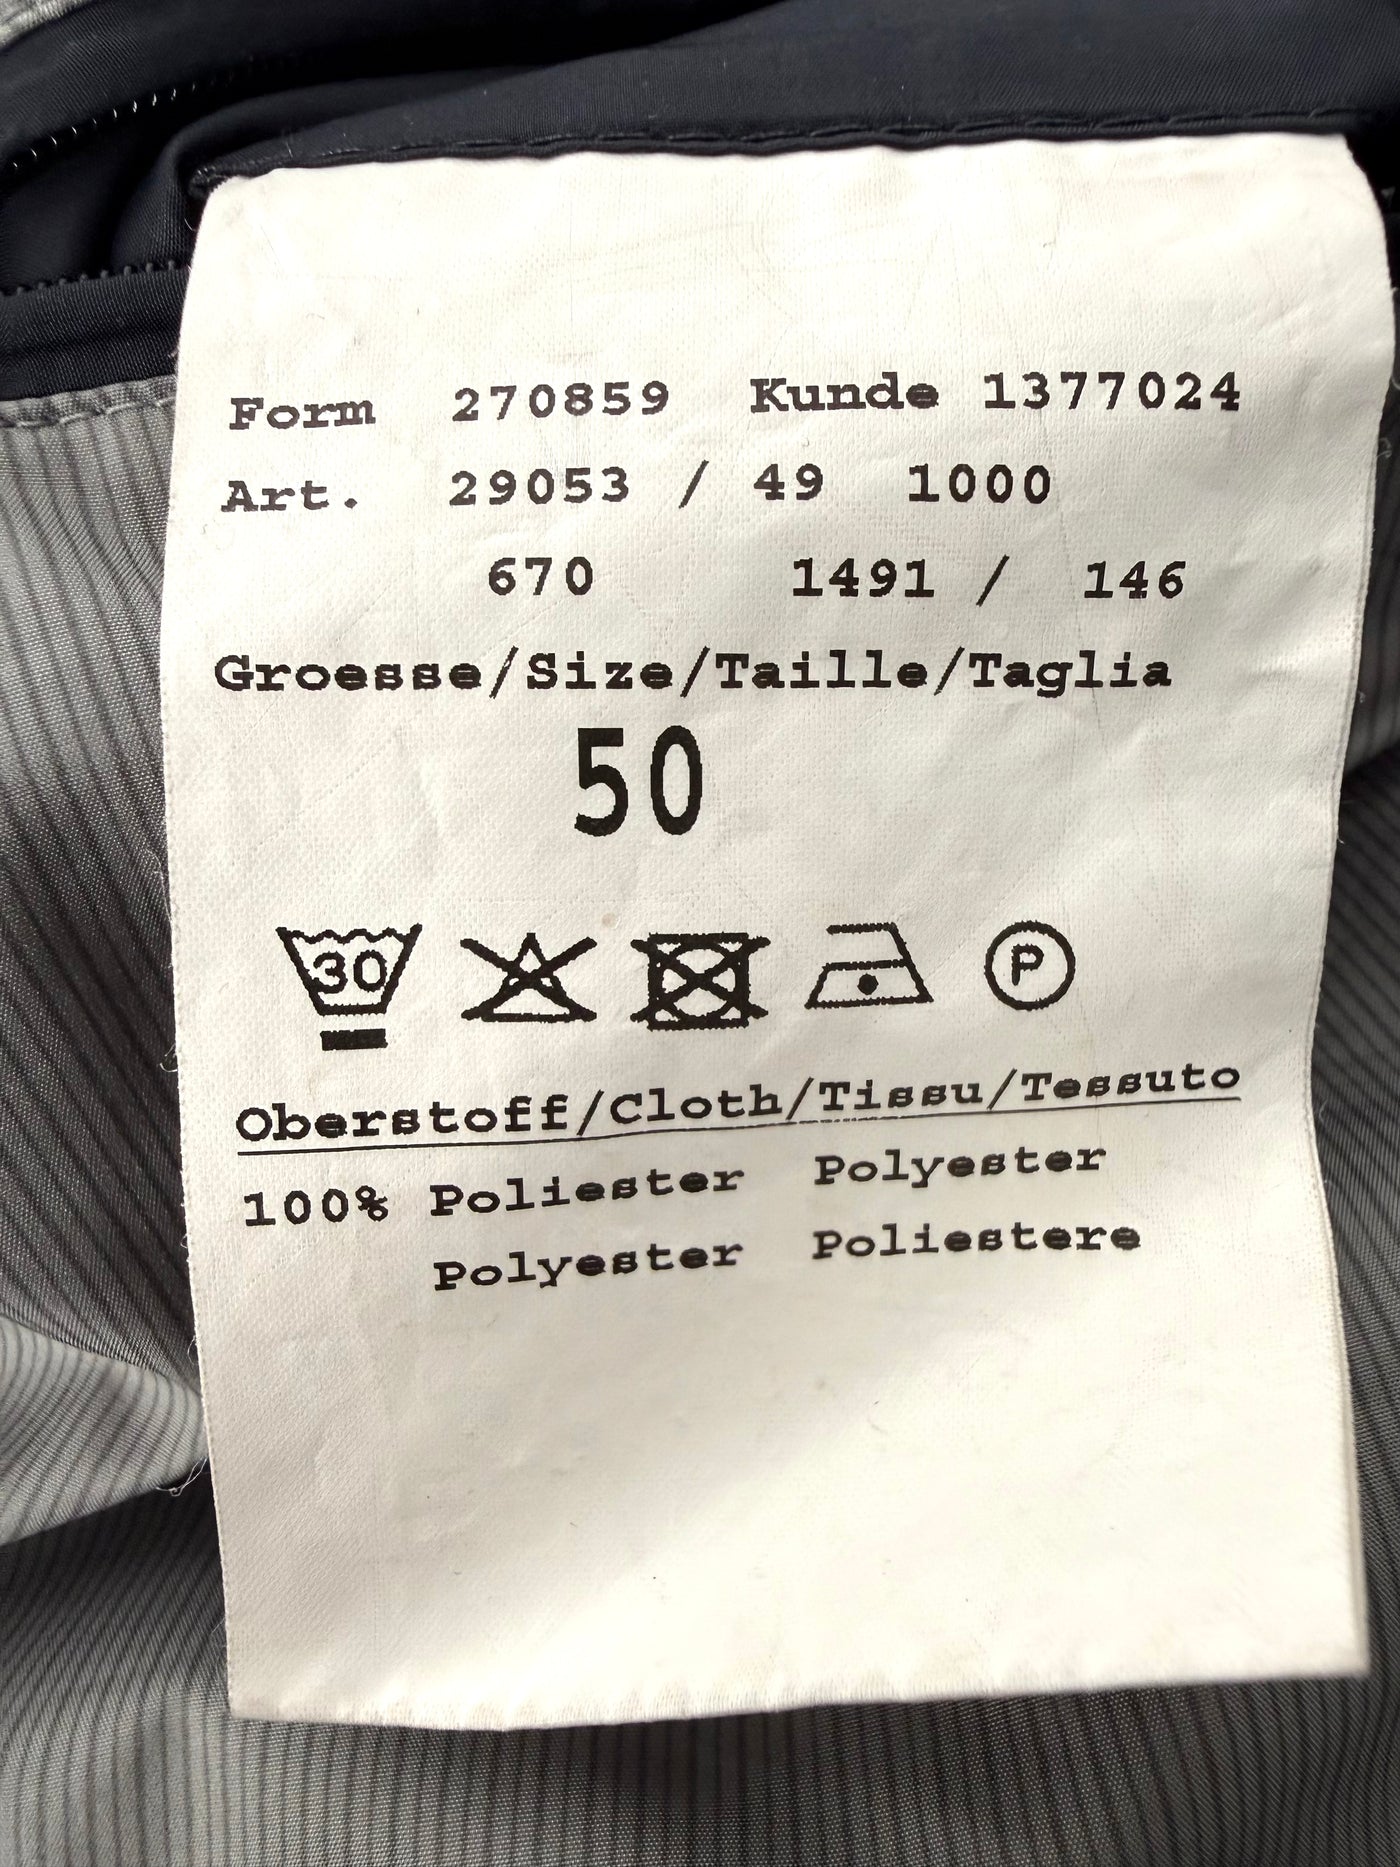 Form 270859 / Kunde 1377024
Art. 29053 / 49 1000
670 1491 / 146
Groesse/Size/Taille/Taglia
50
30 P
Oberstoff/Cloth/Tissu/Tessuto
100% Poliester Polyester
Polyester Poliestere